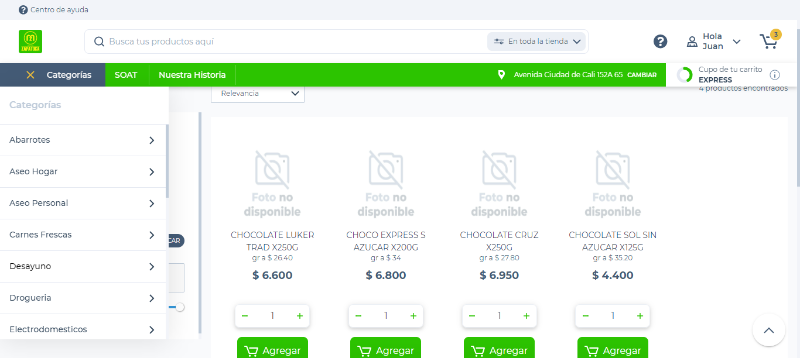 Centro de ayuda
Busca tus productos aquí
En toda la tienda
Hola
Juan
3
Categorías
SOAT
Nuestra Historia
Avenida Ciudad de Cali 152A 65 CAMBIAR
Cupo de tu carrito
EXPRESS
Categorías
Relevancia
4 productos encontrados
Abarrotes
Aseo Hogar
Aseo Personal
Carnes Frescas
Desayuno
Drogueria
Electrodomesticos
CAR
Foto no
disponible
CHOCOLATE LUKER
TRAD X250G
gr a $ 26.40
$ 6.600
1
Agregar
Foto no
disponible
CHOCO EXPRESS S
AZUCAR X200G
gr a $ 34
$ 6.800
1
Agregar
Foto no
disponible
CHOCOLATE CRUZ
X250G
gr a $ 27.80
$ 6.950
1
Agregar
Foto no
disponible
CHOCOLATE SOL SIN
AZUCAR X125G
gr a $ 35.20
$ 4.400
1
Agregar